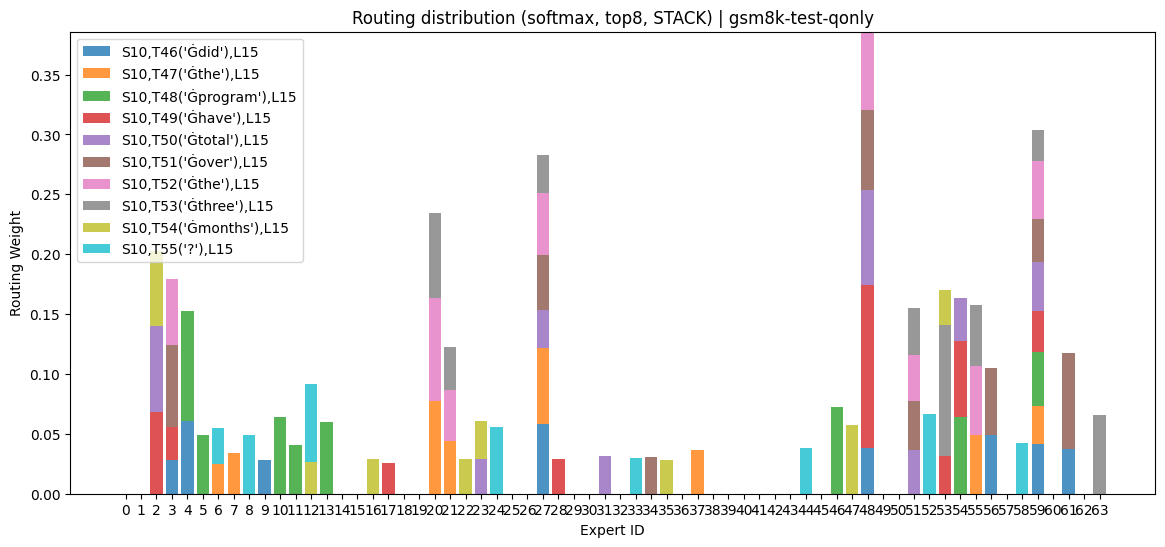 Routing distribution (softmax, top8, STACK) | gsm8k-test-qonly
S10,T46('Ġdid'),L15
S10,T47('Ġthe'),L15
S10,T48('Ġprogram'),L15
S10,T49('Ġhave'),L15
S10,T50('Ġtotal'),L15
S10,T51('Ġover'),L15
S10,T52('Ġthe'),L15
S10,T53('Ġthree'),L15
S10,T54('Ġmonths'),L15
S10,T55('?'),L15
Routing Weight
0.35
0.30
0.25
0.20
0.15
0.10
0.05
0.00
0 1 2 3 4 5 6 7 8 9 10 11 12 13 14 15 16 17 18 19 20 21 22 23 24 25 26 27 28 29 30 31 32 33 34 35 36 37 38 39 40 41 42 43 44 45 46 47 48 49 50 51 52 53 54 55 56 57 58 59 60 61 62 63
Expert ID